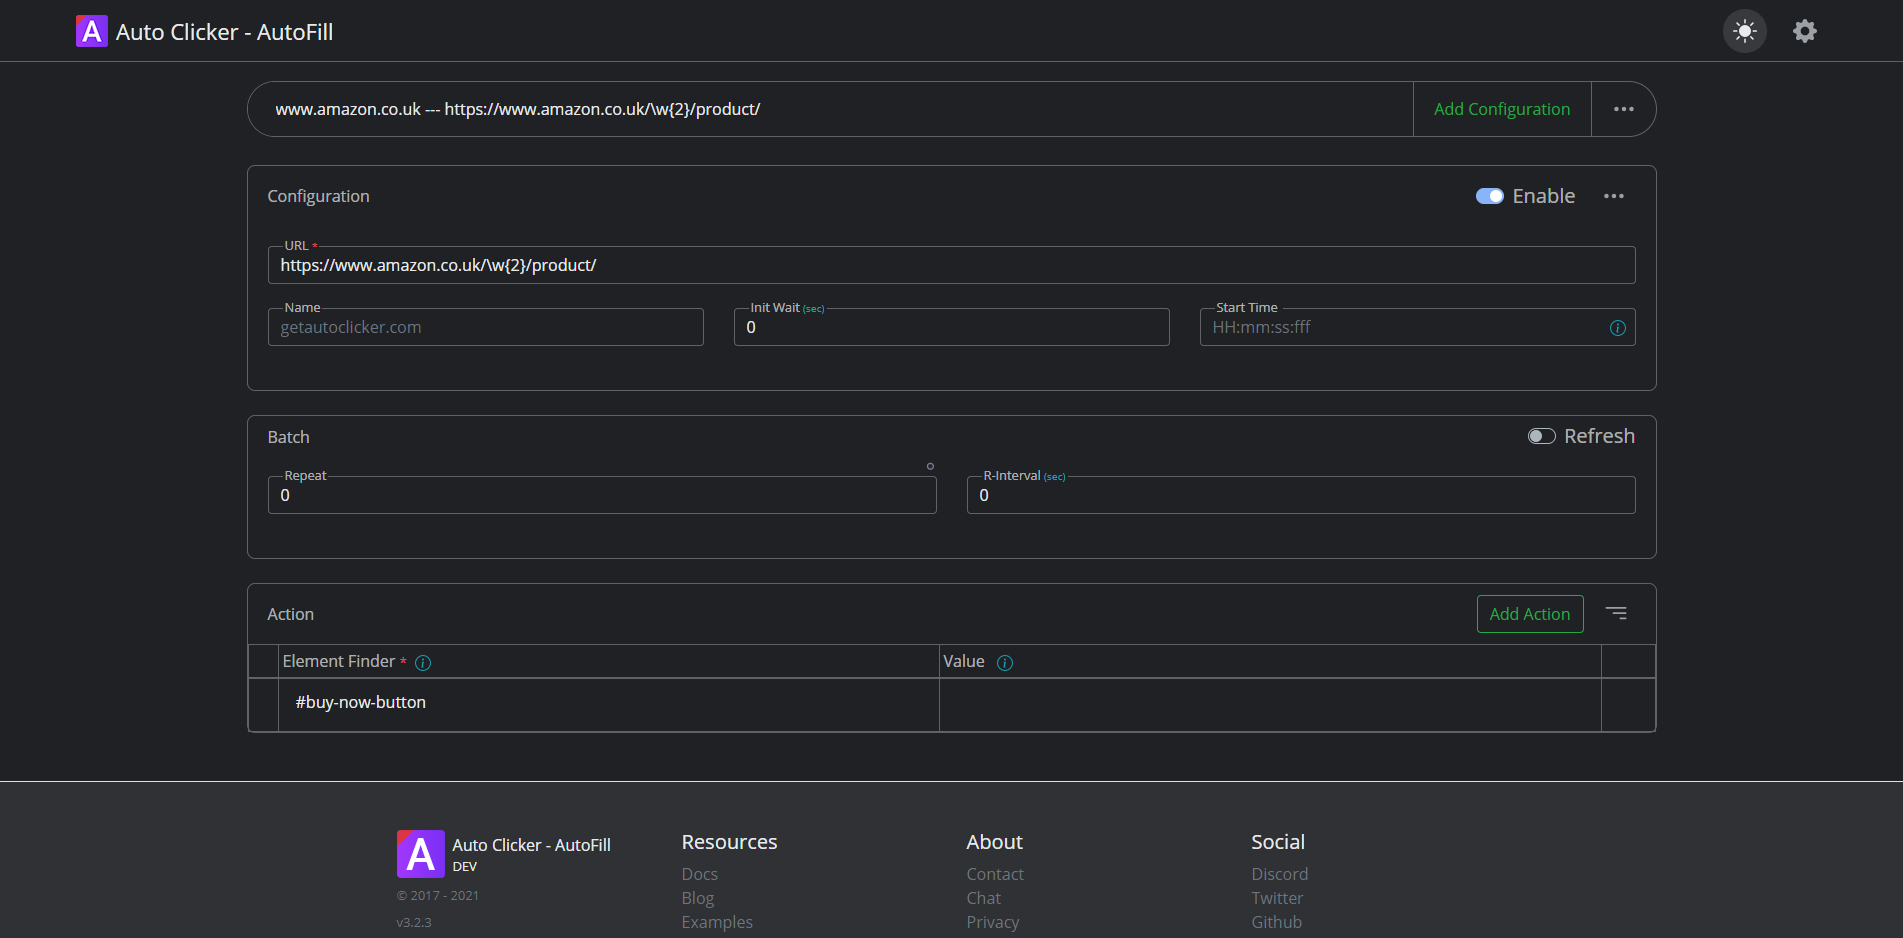 Auto Clicker - AutoFill
www.amazon.co.uk --- https://www.amazon.co.uk/\w{2}/product/
Add Configuration
Configuration
Enable
URL *
https://www.amazon.co.uk/\w{2}/product/
Name
getautoclicker.com
Init Wait (sec)
0
Start Time
HH:mm:ss:fff
Batch
Refresh
Repeat
0
R-Interval (sec)
0
Action
Add Action
Element Finder *
Value
#buy-now-button
A
Auto Clicker - AutoFill
DEV
© 2017 - 2021
v3.2.3
Resources
Docs
Blog
Examples
About
Contact
Chat
Privacy
Social
Discord
Twitter
Github